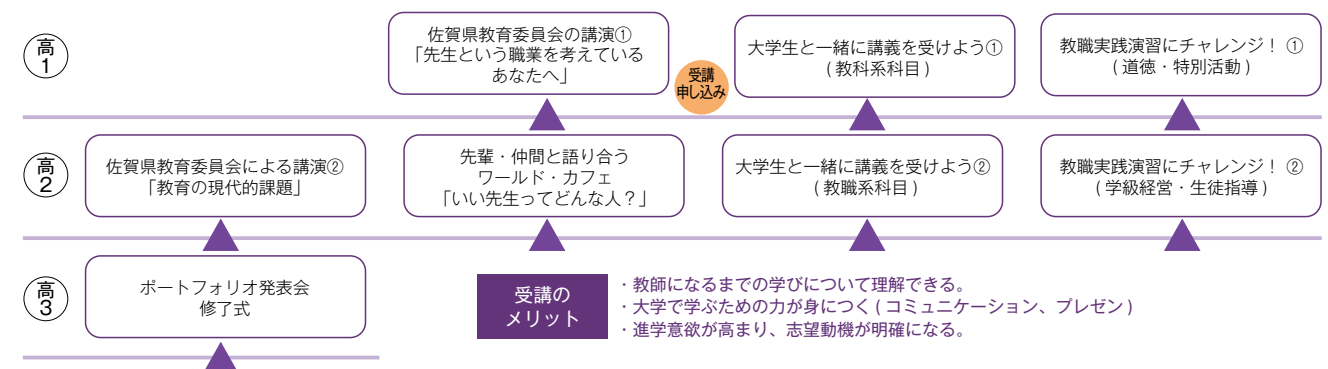 高
1
佐賀県教育委員会の講演①
「先生という職業を考えている
あなたへ」
受講
申し込み
大学生と一緒に講義を受けよう①
( 教科系科目 )
教職実践演習にチャレンジ！ ①
( 道徳・特別活動 )
高
2
佐賀県教育委員会による講演②
「教育の現代的課題」
先輩・仲間と語り合う
ワールド・カフェ
「いい先生ってどんな人？」
大学生と一緒に講義を受けよう②
( 教職系科目 )
教職実践演習にチャレンジ！ ②
( 学級経営・生徒指導 )
高
3
ポートフォリオ発表会
修了式
受講の
メリット
・教師になるまでの学びについて理解できる。
・大学で学ぶための力が身につく ( コミュニケーション、プレゼン )
・進学意欲が高まり、志望動機が明確になる。